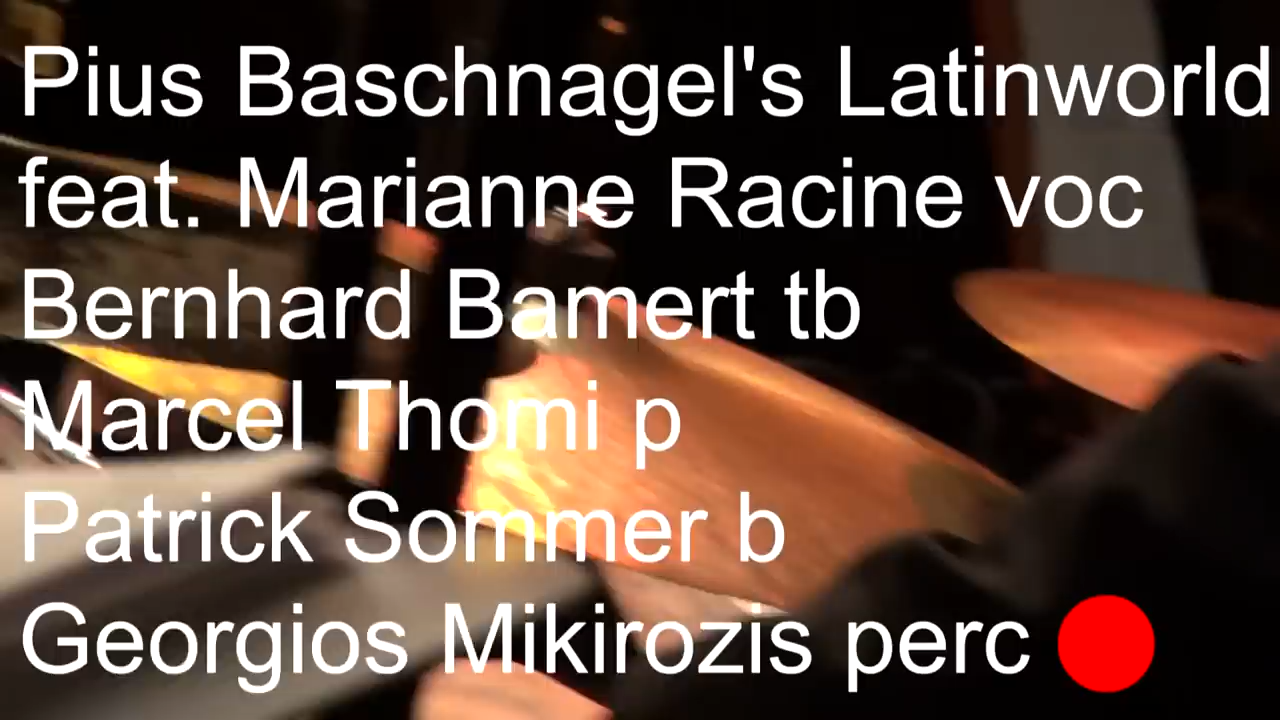 Pius Baschnagel's Latinworld
feat. Marianne Racine voc
Bernhard Bamert tb
Marcel Thomi p
Patrick Sommer b
Georgios Mikirozis perc